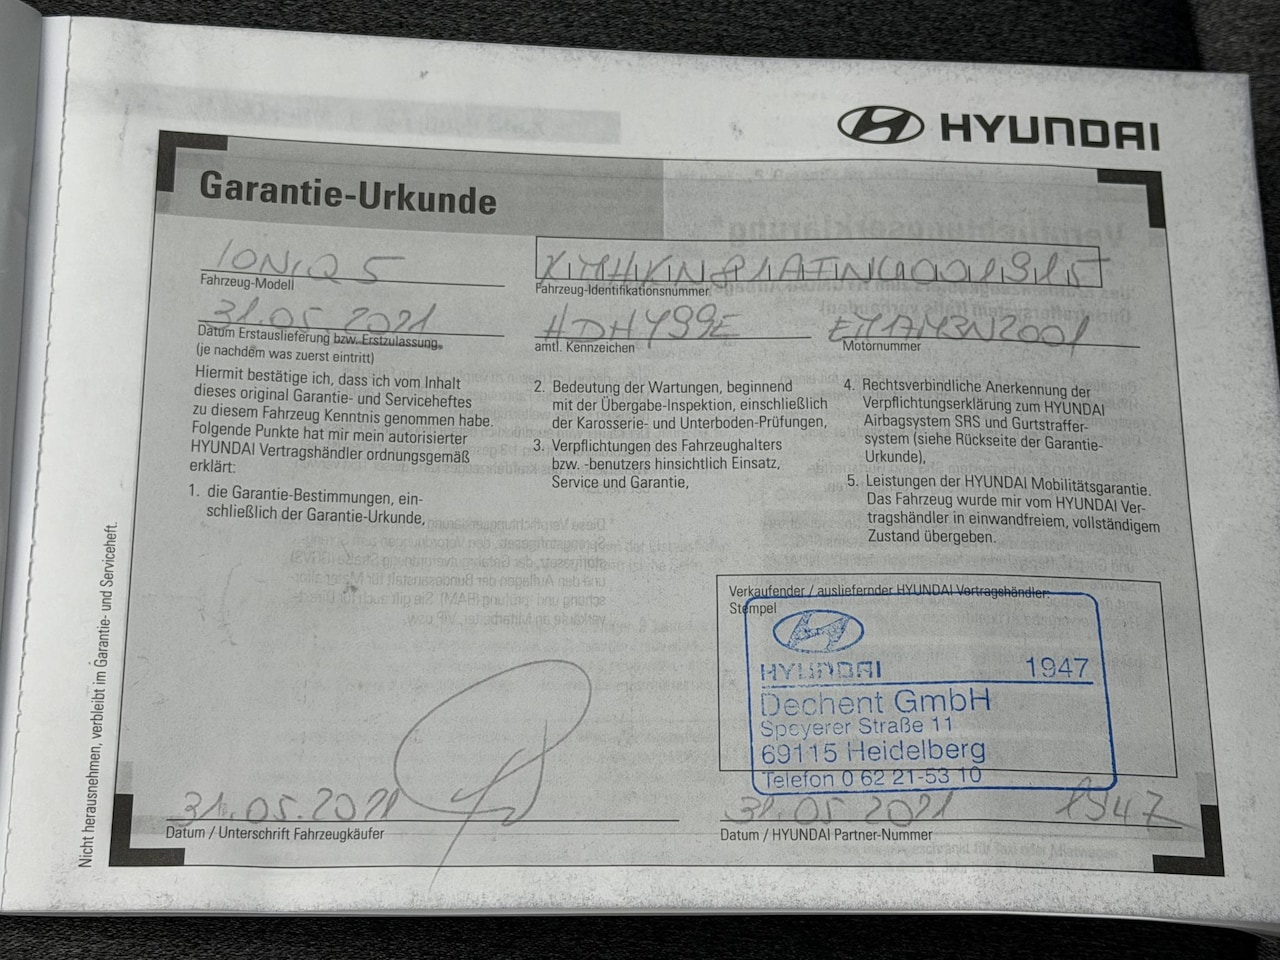 HYUNDAI
Garantie-Urkunde
IONIQ 5
Fahrzeug-Modell
Fahrzeug-Identifikationsnummer
31.05.2021
Datum Erstauslieferung bzw. Erstzulassung
(je nachdem was zuerst eintritt)
HDHY99E
amtl. Kennzeichen
Motornummer
Hiermit bestätige ich, dass ich vom Inhalt
dieses original Garantie- und Serviceheftes
zu diesem Fahrzeug Kenntnis genommen habe.
Folgende Punkte hat mir mein autorisierter
HYUNDAI Vertragshändler ordnungsgemäß
erklärt:
1. die Garantie-Bestimmungen, ein-
schließlich der Garantie-Urkunde,
2. Bedeutung der Wartungen, beginnend
mit der Übergabe-Inspektion, einschließlich
der Karosserie- und Unterboden-Prüfungen,
3. Verpflichtungen des Fahrzeughalters
bzw. -benutzers hinsichtlich Einsatz,
Service und Garantie,
4. Rechtsverbindliche Anerkennung der
Verpflichtungserklärung zum HYUNDAI
Airbagsystem SRS und Gurtstraffer-
system (siehe Rückseite der Garantie-
Urkunde),
5. Leistungen der HYUNDAI Mobilitätsgarantie.
Das Fahrzeug wurde mir vom HYUNDAI Ver-
tragshändler in einwandfreiem, vollständigem
Zustand übergeben.
Verkaufender / ausliefernder HYUNDAI Vertragshändler:
Stempel
HYUNDAI 1947
Dechent GmbH
Speyerer Straße 11
69115 Heidelberg
Telefon 0 62 21-53 10
31.05.2021
Datum / Unterschrift Fahrzeugkäufer
31.05.2021 1947
Datum / HYUNDAI Partner-Nummer
Nicht herausnehmen, verbleibt im Garantie- und Serviceheft.